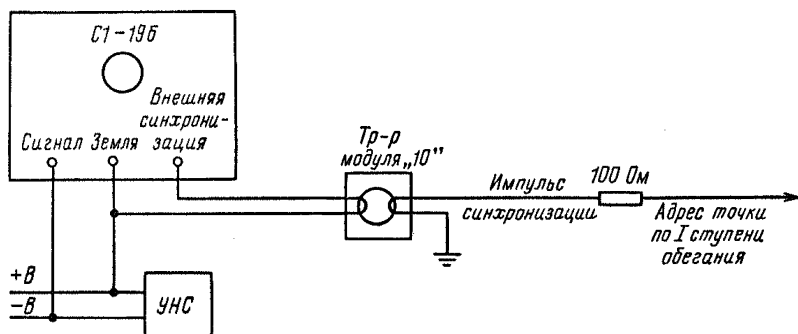 С1-19б
Внешняя
синхрони-
зация
Сигнал
Земля
Тр-р
модуля „10"
Импульс
синхронизации
100 Ом
Адрес точки
по I ступени
обегания
+В
−В
УНС